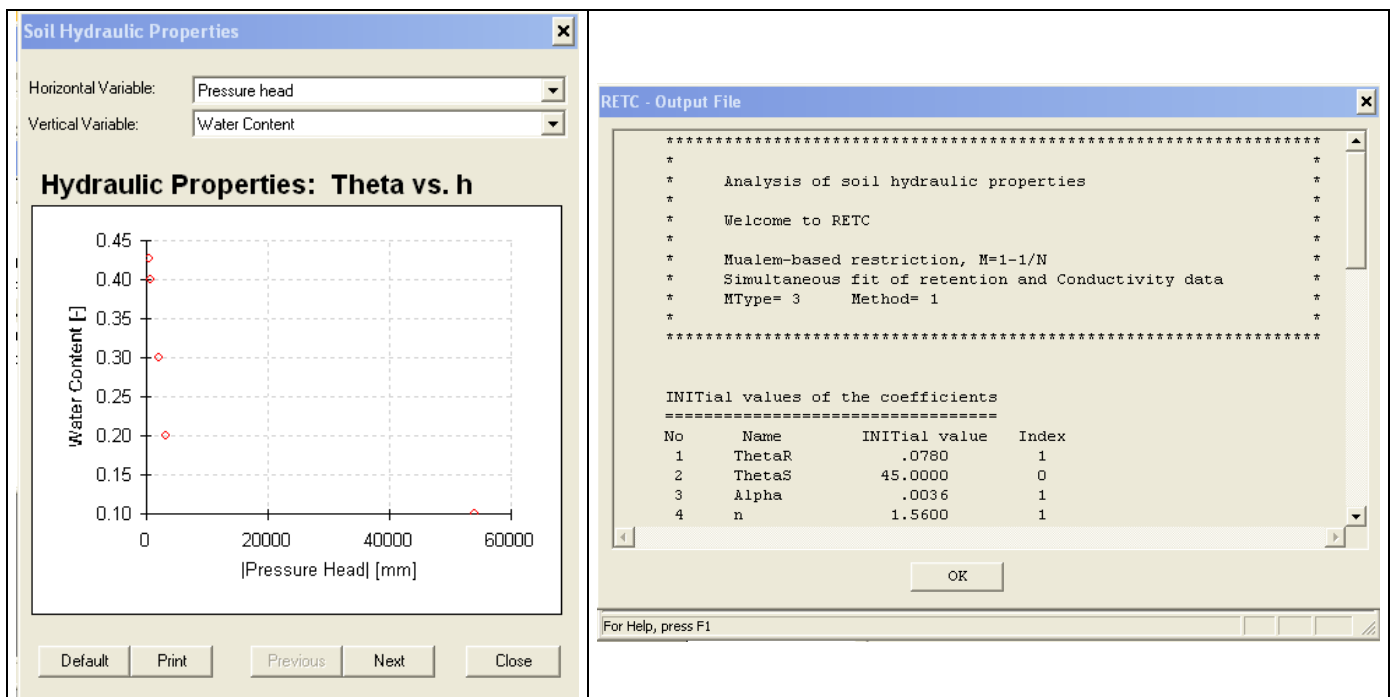 Soil Hydraulic Properties
Horizontal Variable: Pressure head
Vertical Variable: Water Content
Hydraulic Properties: Theta vs. h
Water Content [-]
0.45
0.40
0.35
0.30
0.25
0.20
0.15
0.10
0 20000 40000 60000
|Pressure Head| [mm]
Default Print Previous Next Close
RETC - Output File
*******************************************************************
* *
* Analysis of soil hydraulic properties *
* *
* Welcome to RETC *
* *
* Mualem-based restriction, M=1-1/N *
* Simultaneous fit of retention and Conductivity data *
* MType= 3 Method= 1 *
* *
*******************************************************************
INITial values of the coefficients
==================================
No Name INITial value Index
1 ThetaR .0780 1
2 ThetaS 45.0000 0
3 Alpha .0036 1
4 n 1.5600 1
OK
For Help, press F1